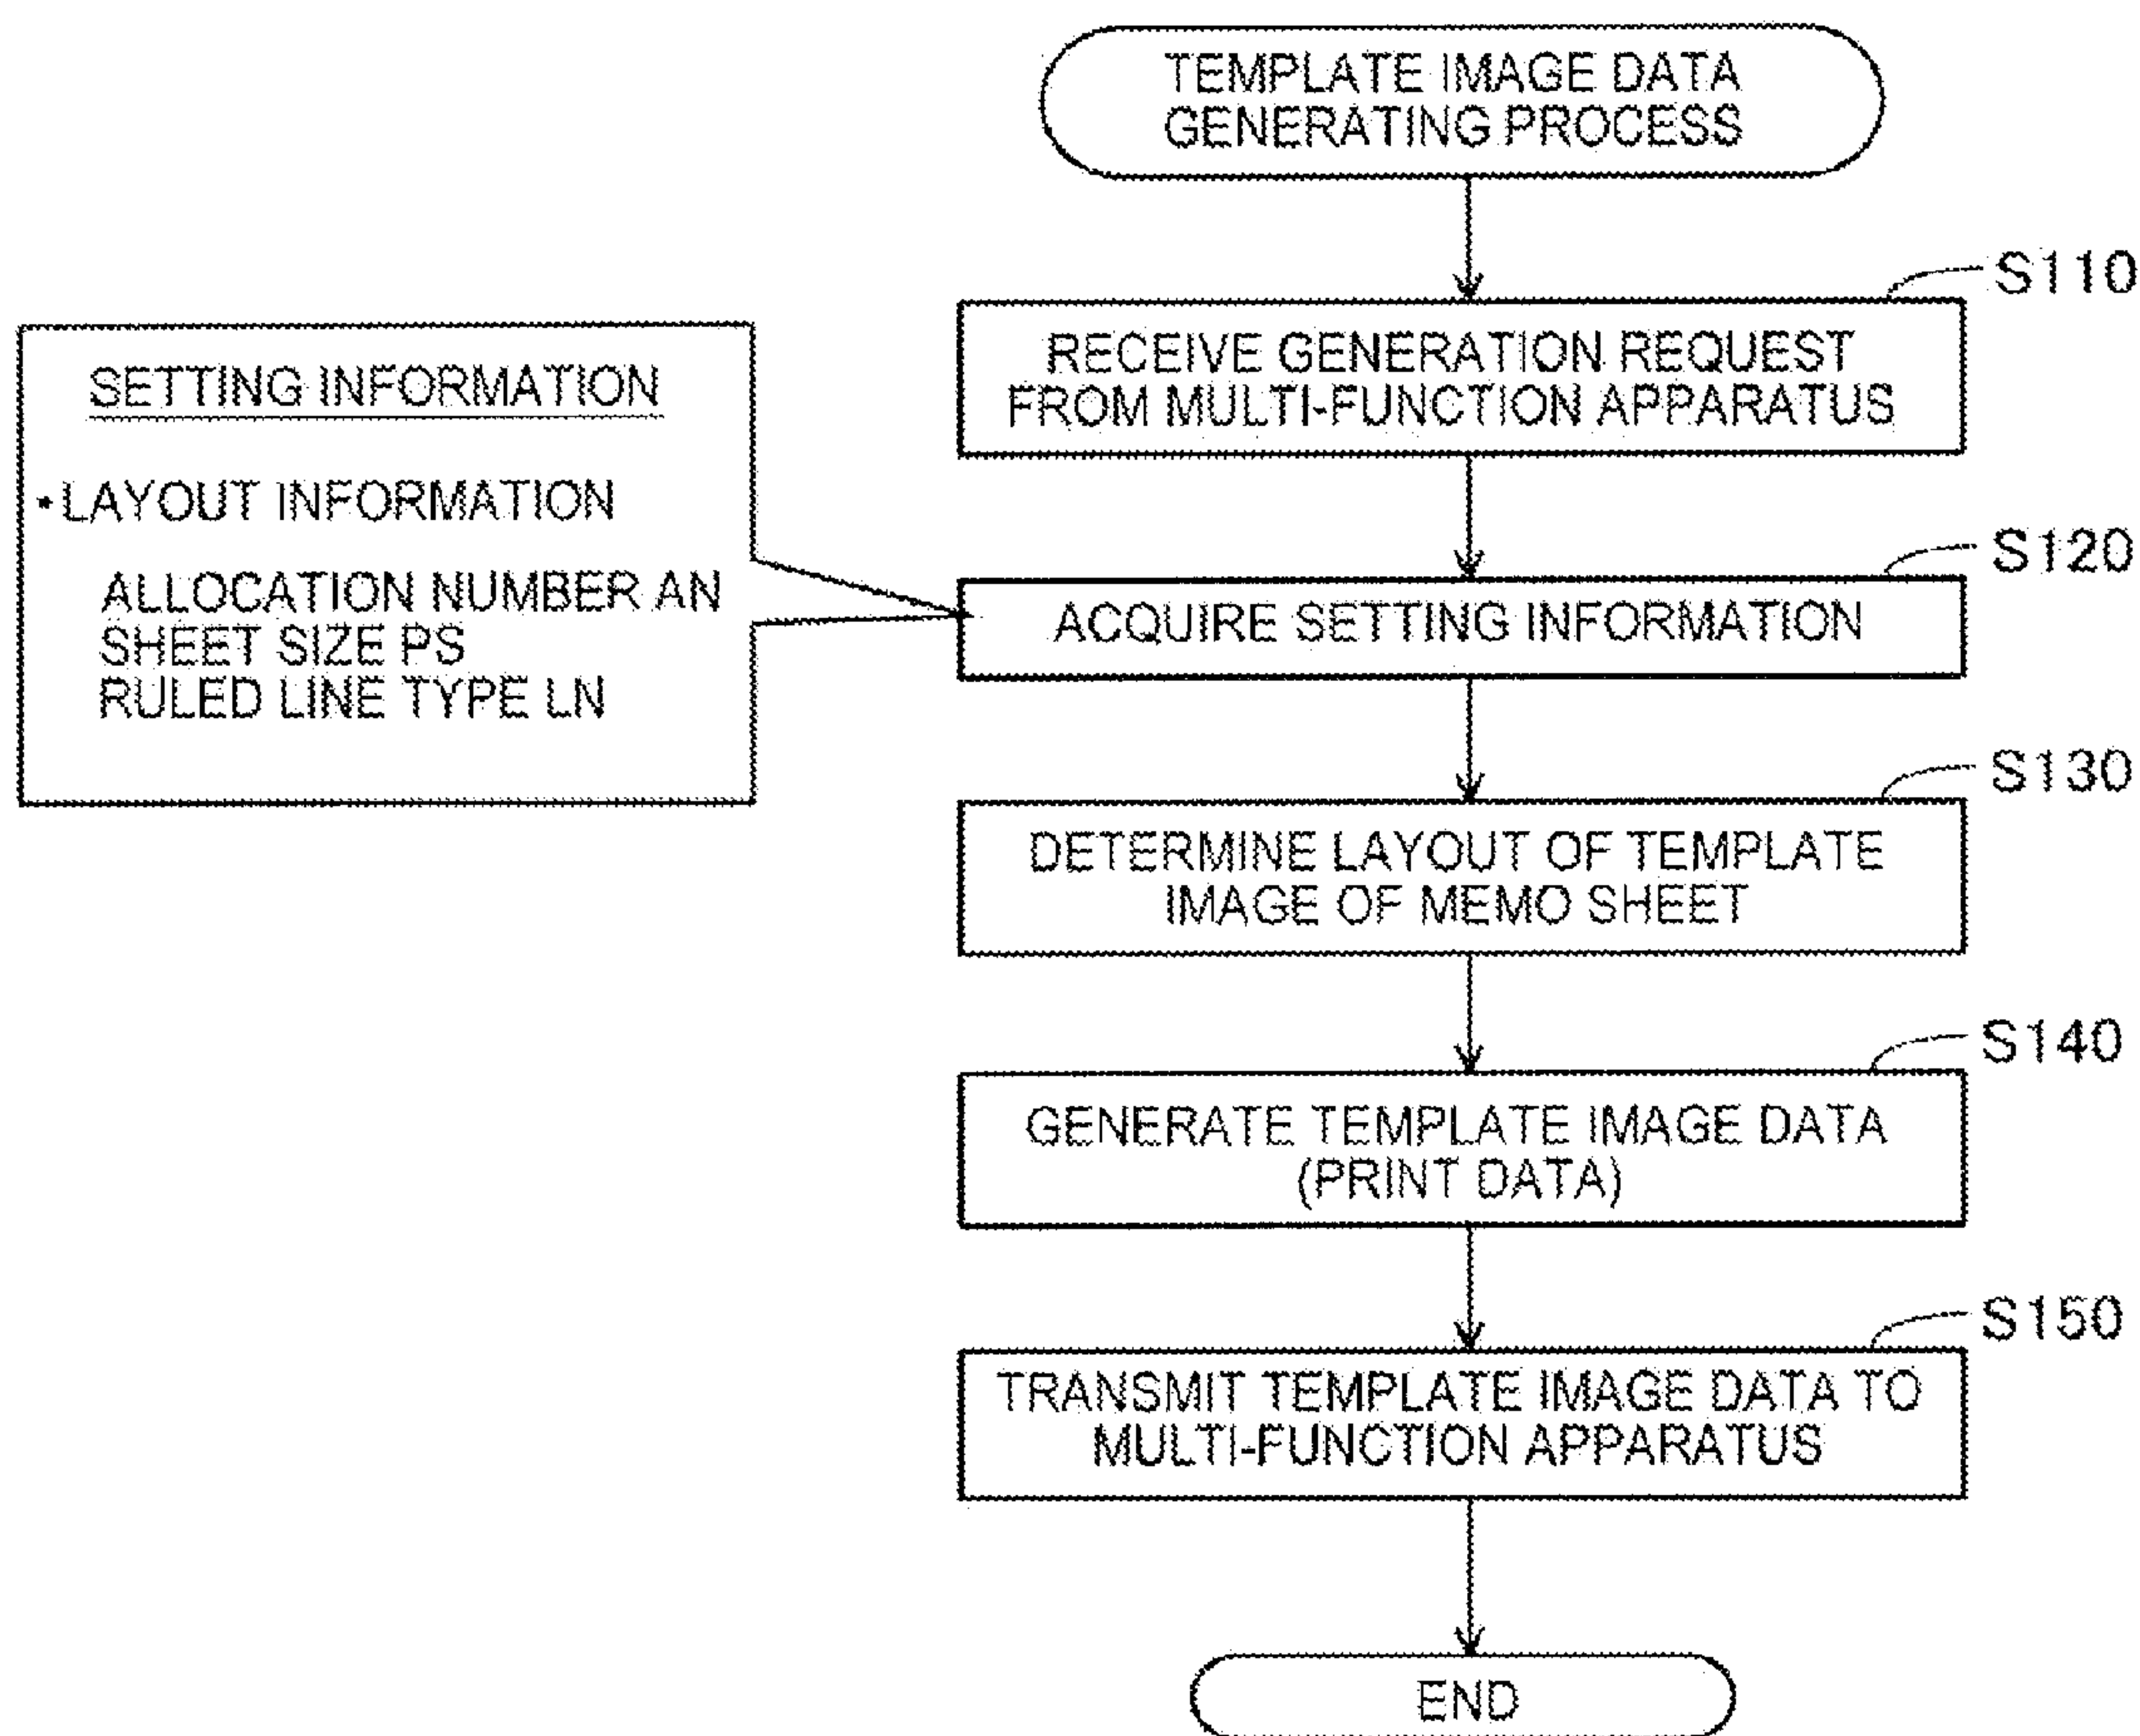 TEMPLATE IMAGE DATA
GENERATING PROCESS
S110
RECEIVE GENERATION REQUEST
FROM MULTI-FUNCTION APPARATUS
SETTING INFORMATION
• LAYOUT INFORMATION
ALLOCATION NUMBER AN
SHEET SIZE PS
RULED LINE TYPE LN
S120
ACQUIRE SETTING INFORMATION
S130
DETERMINE LAYOUT OF TEMPLATE
IMAGE OF MEMO SHEET
S140
GENERATE TEMPLATE IMAGE DATA
(PRINT DATA)
S150
TRANSMIT TEMPLATE IMAGE DATA TO
MULTI-FUNCTION APPARATUS
END